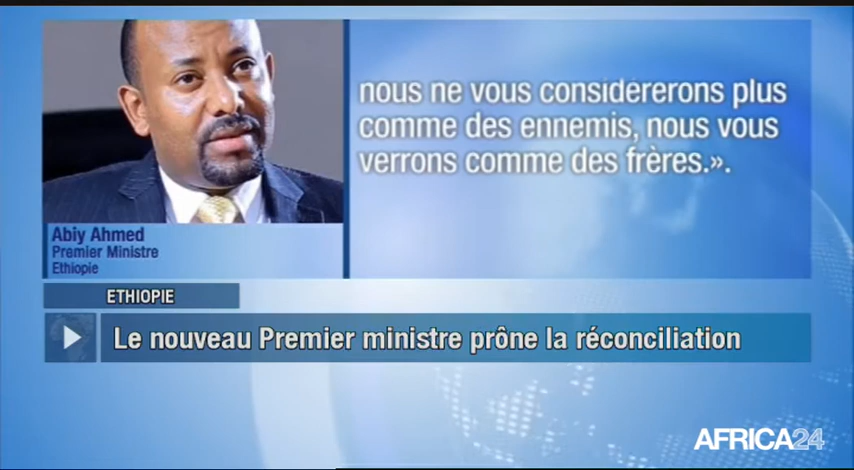 nous ne vous considérerons plus
comme des ennemis, nous vous
verrons comme des frères.».
Abiy Ahmed
Premier Ministre
Ethiopie
ETHIOPIE
Le nouveau Premier ministre prône la réconciliation
AFRICA24